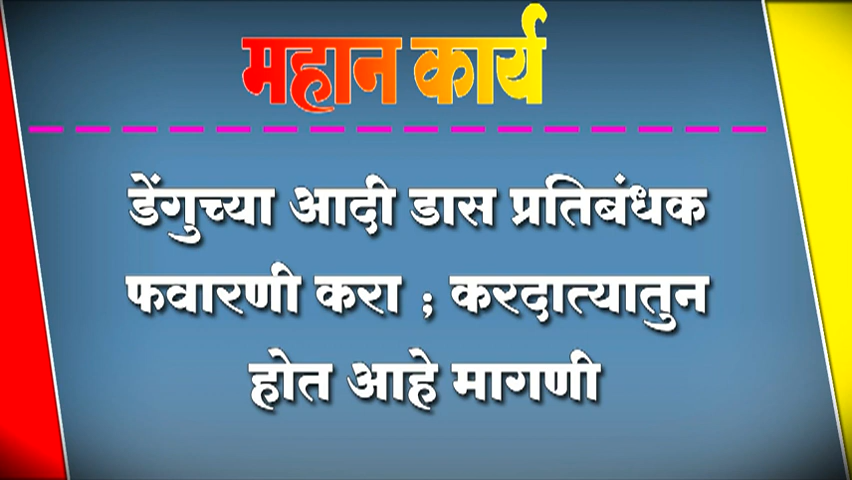 महान कार्य
डेंगुच्या आदी डास प्रतिबंधक
फवारणी करा ; करदात्यातुन
होत आहे मागणी